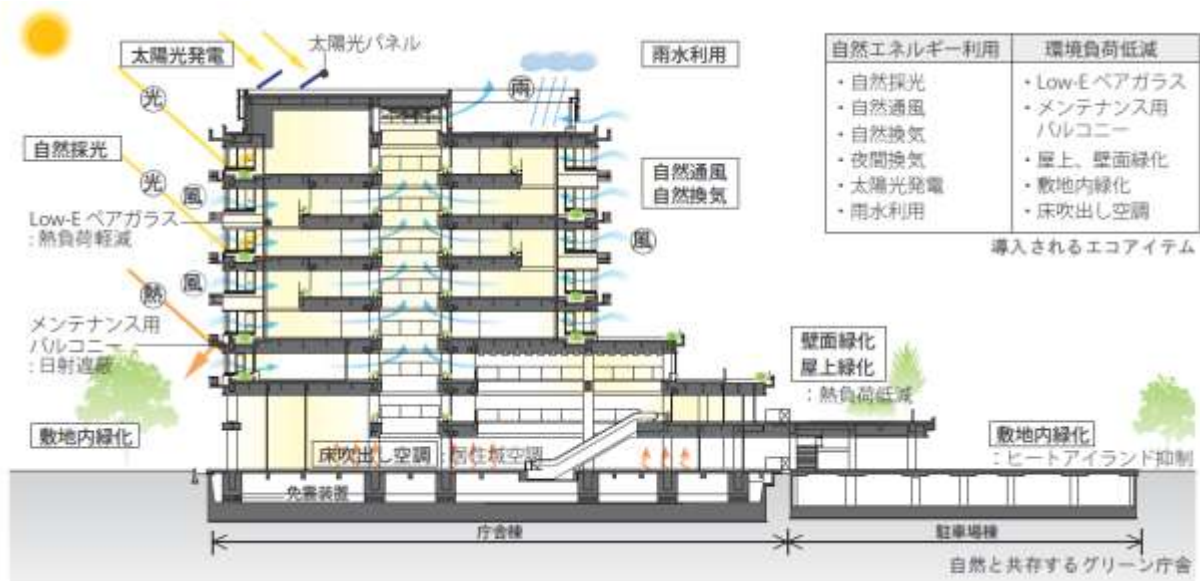 太陽光発電
太陽光パネル
雨水利用
雨
光
自然採光
光
風
Low-E ペアガラス
：熱負荷軽減
風
熱
メンテナンス用
バルコニー
：日射遮蔽
敷地内緑化
自然通風
自然換気
風
自然エネルギー利用
・自然採光
・自然通風
・自然換気
・夜間換気
・太陽光発電
・雨水利用
環境負荷低減
・Low-E ペアガラス
・メンテナンス用
バルコニー
・屋上、壁面緑化
・敷地内緑化
・床吹出し空調
導入されるエコアイテム
壁面緑化
屋上緑化
：熱負荷低減
敷地内緑化
：ヒートアイランド抑制
床吹出し空調：居住域空調
免震装置
庁舎棟
駐車場棟
自然と共存するグリーン庁舎